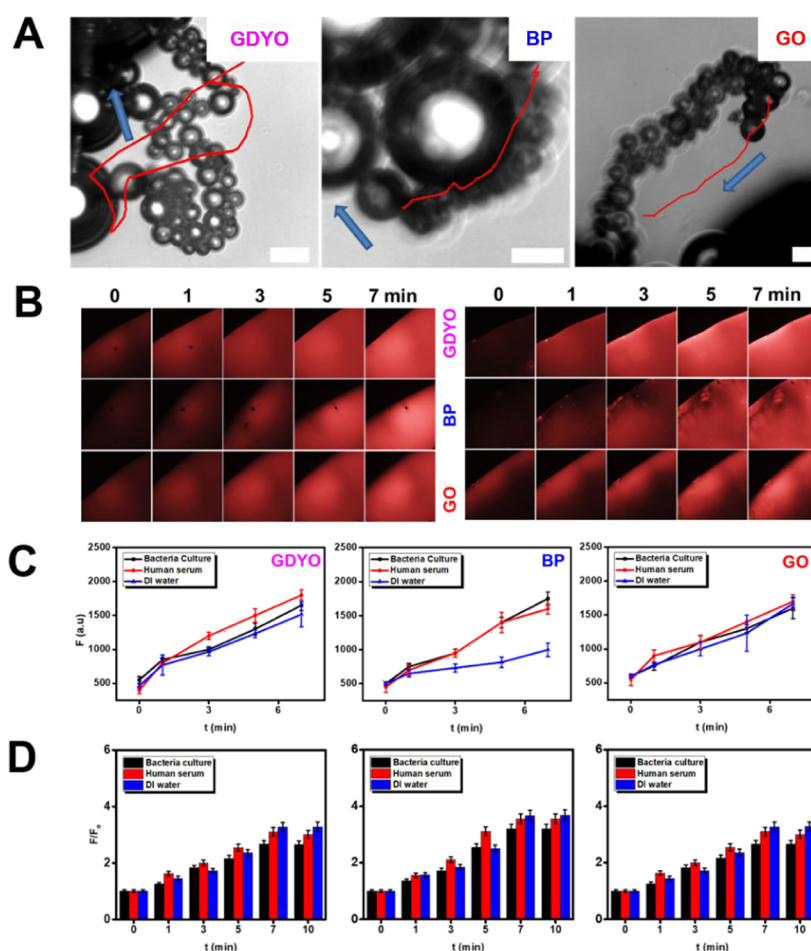 A
GDYO
BP
GO
B
0 1 3 5 7 min
0 1 3 5 7 min
GDYO
BP
GO
C
2500
2000
1500
1000
500
F (a.u)
Bacteria Culture
Human serum
DI water
GDYO
0 3 6
t (min)
2500
2000
1500
1000
500
Bacteria Culture
Human serum
DI water
BP
0 3 6
t (min)
2500
2000
1500
1000
500
Bacteria Culture
Human serum
DI water
GO
0 3 6
t (min)
D
6
4
2
0
F/F₀
Bacteria culture
Human serum
DI water
0 1 3 5 7 10
t (min)
6
4
2
0
Bacteria culture
Human serum
DI water
0 1 3 5 7 10
t (min)
6
4
2
0
Bacteria culture
Human serum
DI water
0 1 3 5 7 10
t (min)